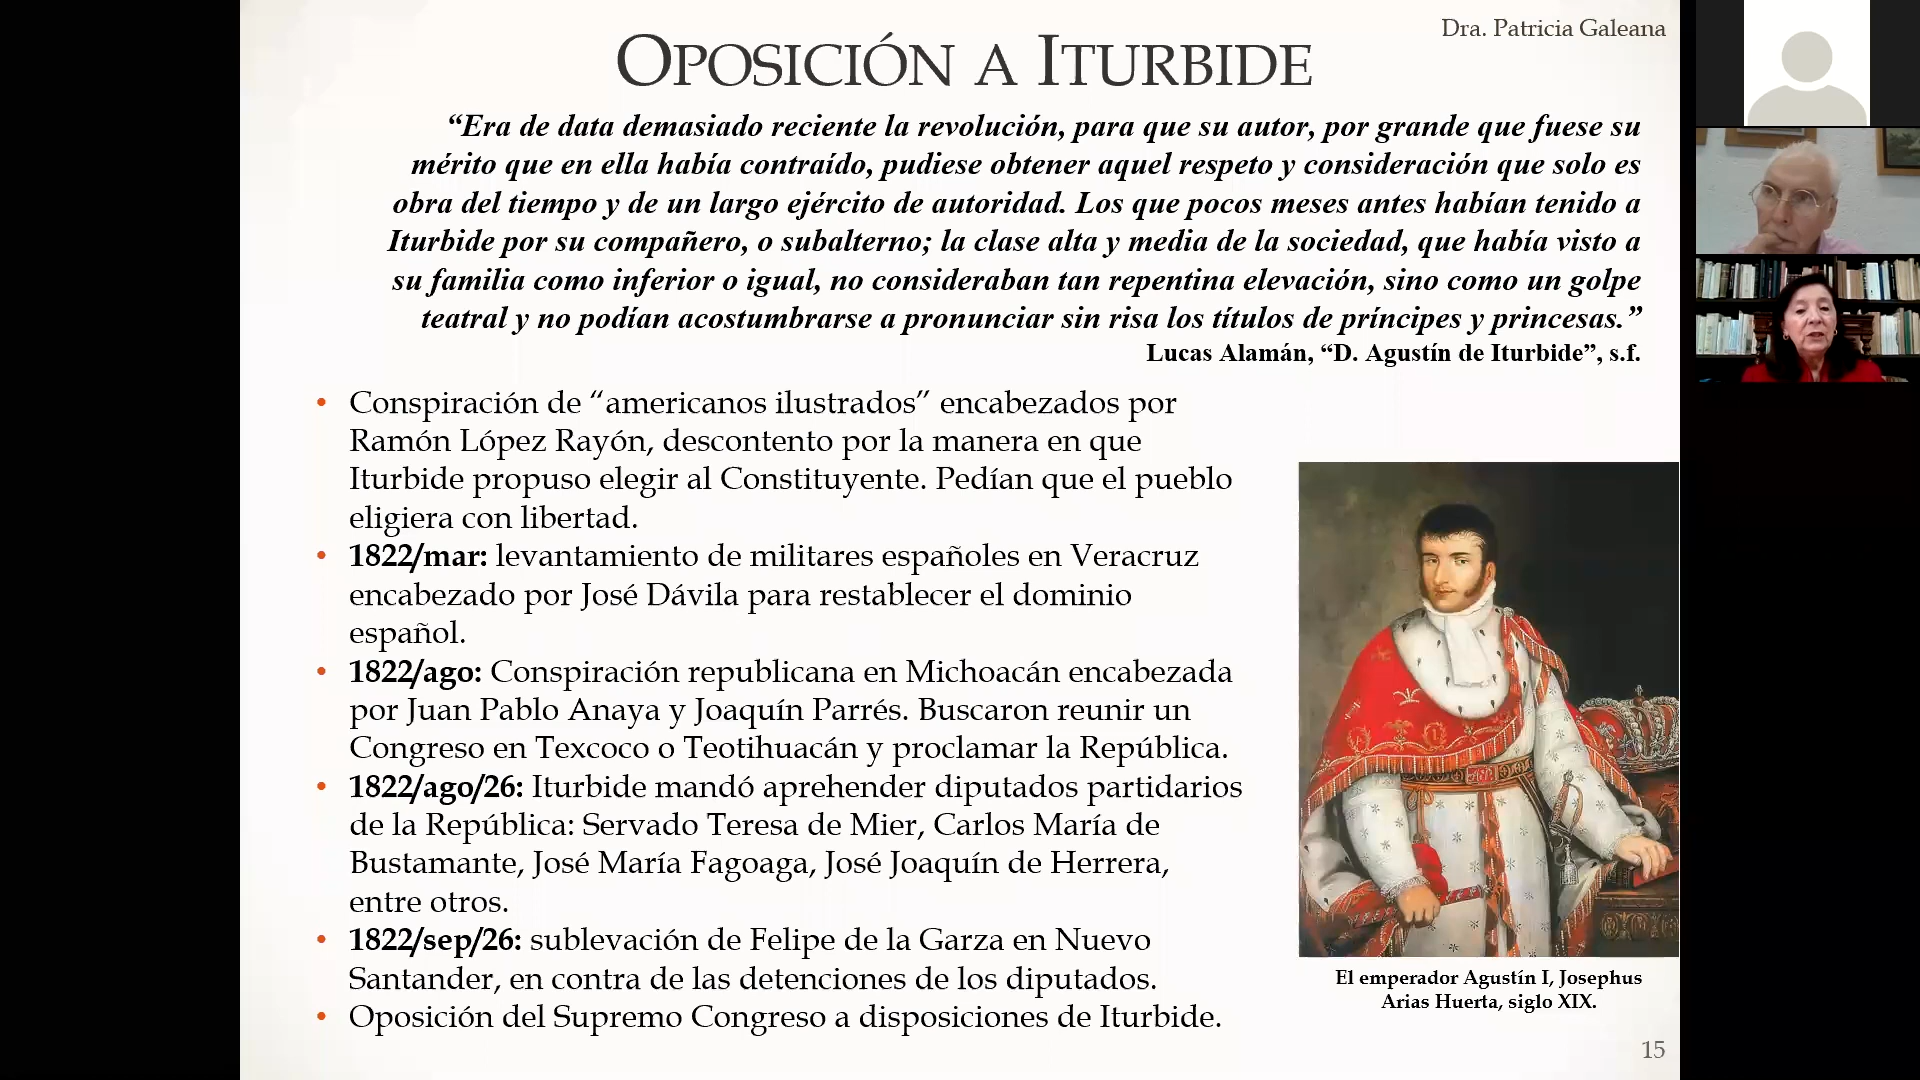 Dra. Patricia Galeana
OPOSICIÓN A ITURBIDE
“Era de data demasiado reciente la revolución, para que su autor, por grande que fuese su
mérito que en ella había contraído, pudiese obtener aquel respeto y consideración que solo es
obra del tiempo y de un largo ejército de autoridad. Los que pocos meses antes habían tenido a
Iturbide por su compañero, o subalterno; la clase alta y media de la sociedad, que había visto a
su familia como inferior o igual, no consideraban tan repentina elevación, sino como un golpe
teatral y no podían acostumbrarse a pronunciar sin risa los títulos de príncipes y princesas.”
Lucas Alamán, “D. Agustín de Iturbide”, s.f.
• Conspiración de “americanos ilustrados” encabezados por
Ramón López Rayón, descontento por la manera en que
Iturbide propuso elegir al Constituyente. Pedían que el pueblo
eligiera con libertad.
• 1822/mar: levantamiento de militares españoles en Veracruz
encabezado por José Dávila para restablecer el dominio
español.
• 1822/ago: Conspiración republicana en Michoacán encabezada
por Juan Pablo Anaya y Joaquín Parrés. Buscaron reunir un
Congreso en Texcoco o Teotihuacán y proclamar la República.
• 1822/ago/26: Iturbide mandó aprehender diputados partidarios
de la República: Servado Teresa de Mier, Carlos María de
Bustamante, José María Fagoaga, José Joaquín de Herrera,
entre otros.
• 1822/sep/26: sublevación de Felipe de la Garza en Nuevo
Santander, en contra de las detenciones de los diputados.
• Oposición del Supremo Congreso a disposiciones de Iturbide.
El emperador Agustín I, Josephus
Arias Huerta, siglo XIX.
15